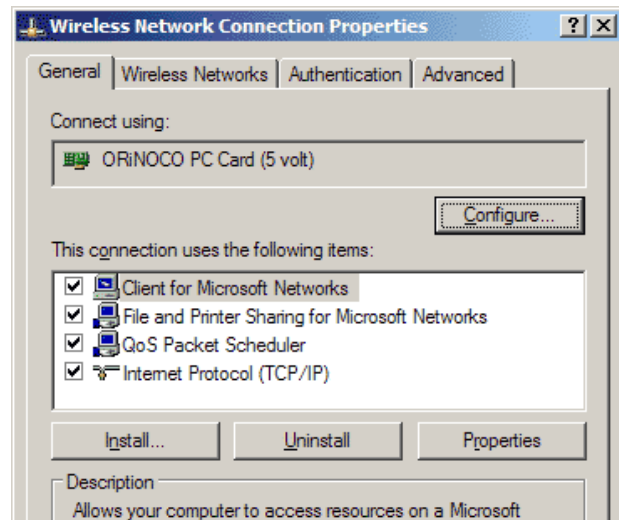 Wireless Network Connection Properties
General Wireless Networks Authentication Advanced
Connect using:
ORiNOCO PC Card (5 volt)
Configure...
This connection uses the following items:
Client for Microsoft Networks
File and Printer Sharing for Microsoft Networks
QoS Packet Scheduler
Internet Protocol (TCP/IP)
Install... Uninstall Properties
Description
Allows your computer to access resources on a Microsoft